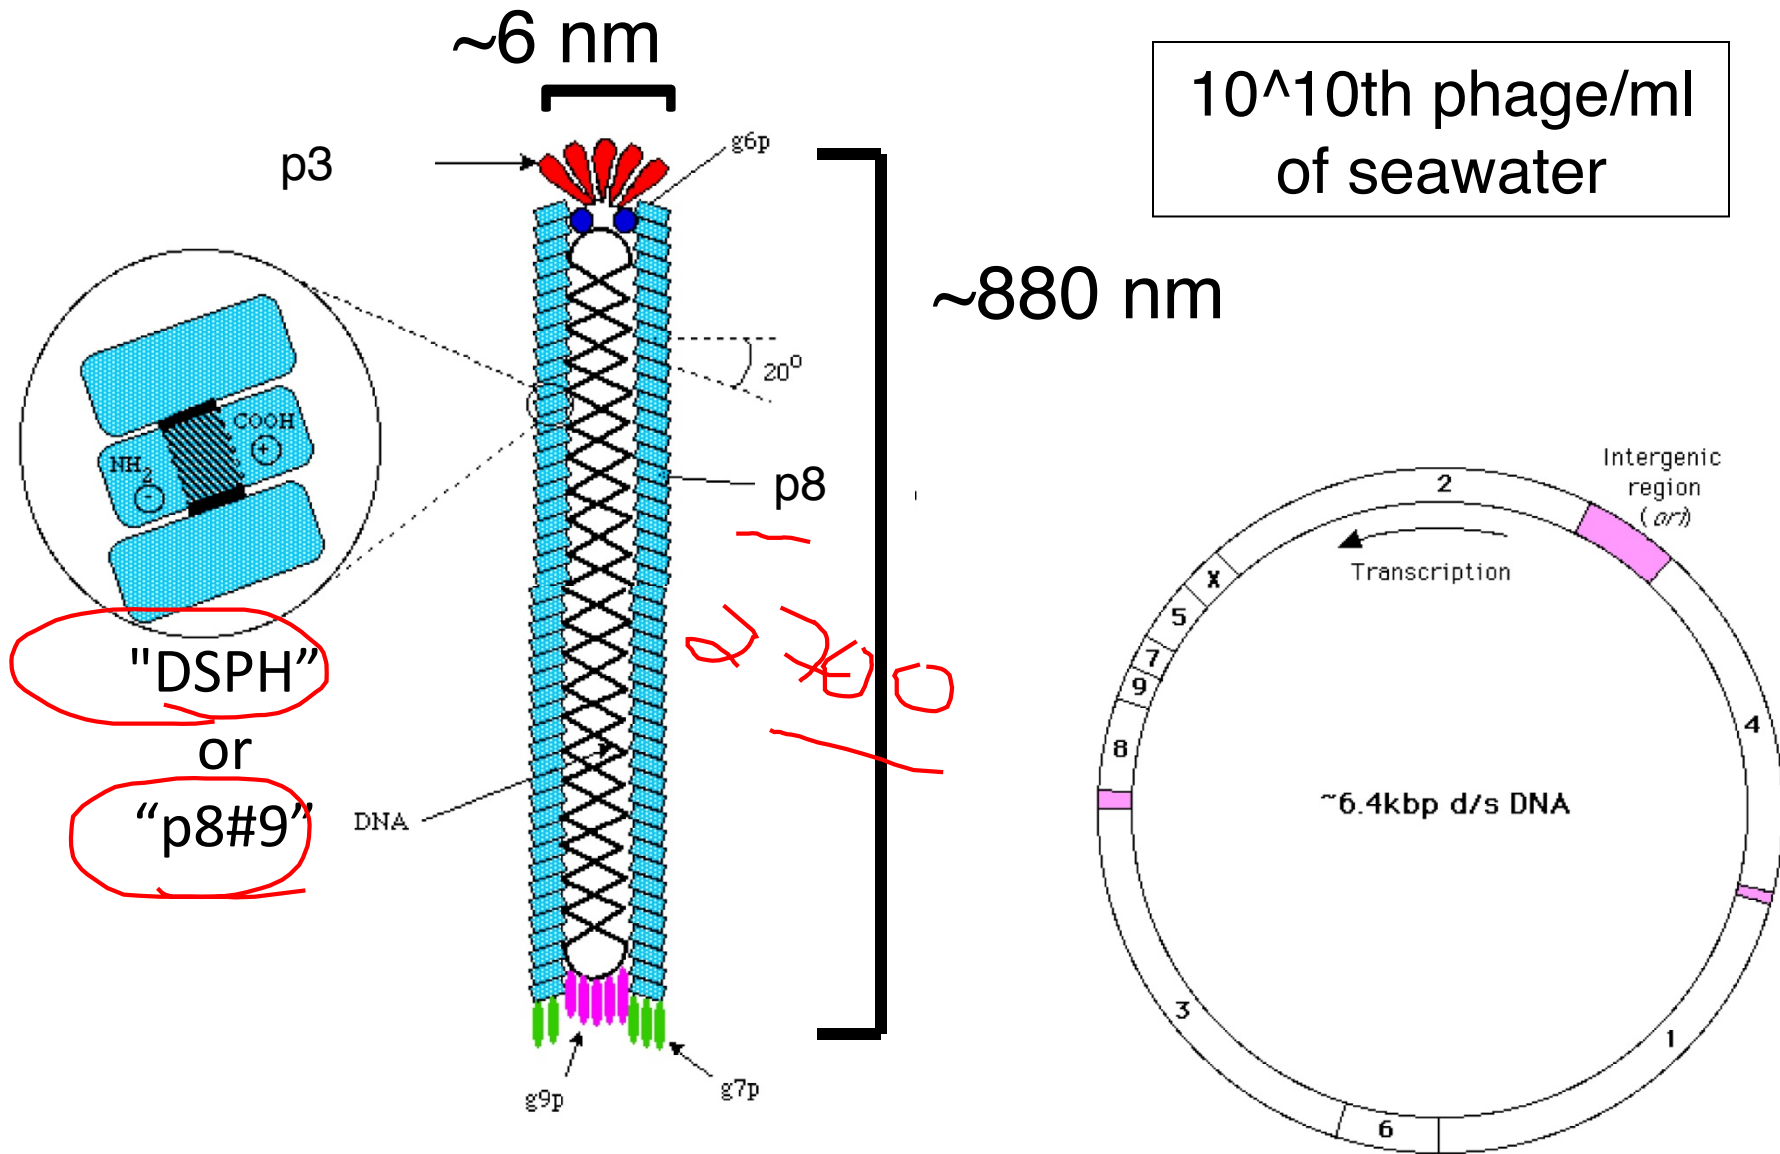 ~6 nm
10^10th phage/ml
of seawater
p3
g6p
~880 nm
20⁰
COOH
+
NH2
-
p8
Intergenic
region
(ori)
2
Transcription
X
5
7
9
8
4
~6.4kbp d/s DNA
3
1
6
2700
"DSPH”
or
“p8#9”
DNA
g9p
g7p